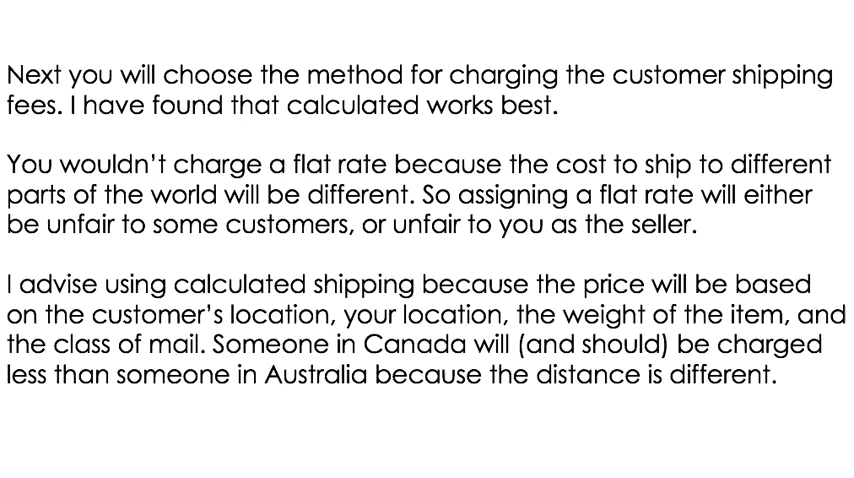 Next you will choose the method for charging the customer shipping
fees. I have found that calculated works best.
You wouldn’t charge a flat rate because the cost to ship to different
parts of the world will be different. So assigning a flat rate will either
be unfair to some customers, or unfair to you as the seller.
I advise using calculated shipping because the price will be based
on the customer’s location, your location, the weight of the item, and
the class of mail. Someone in Canada will (and should) be charged
less than someone in Australia because the distance is different.